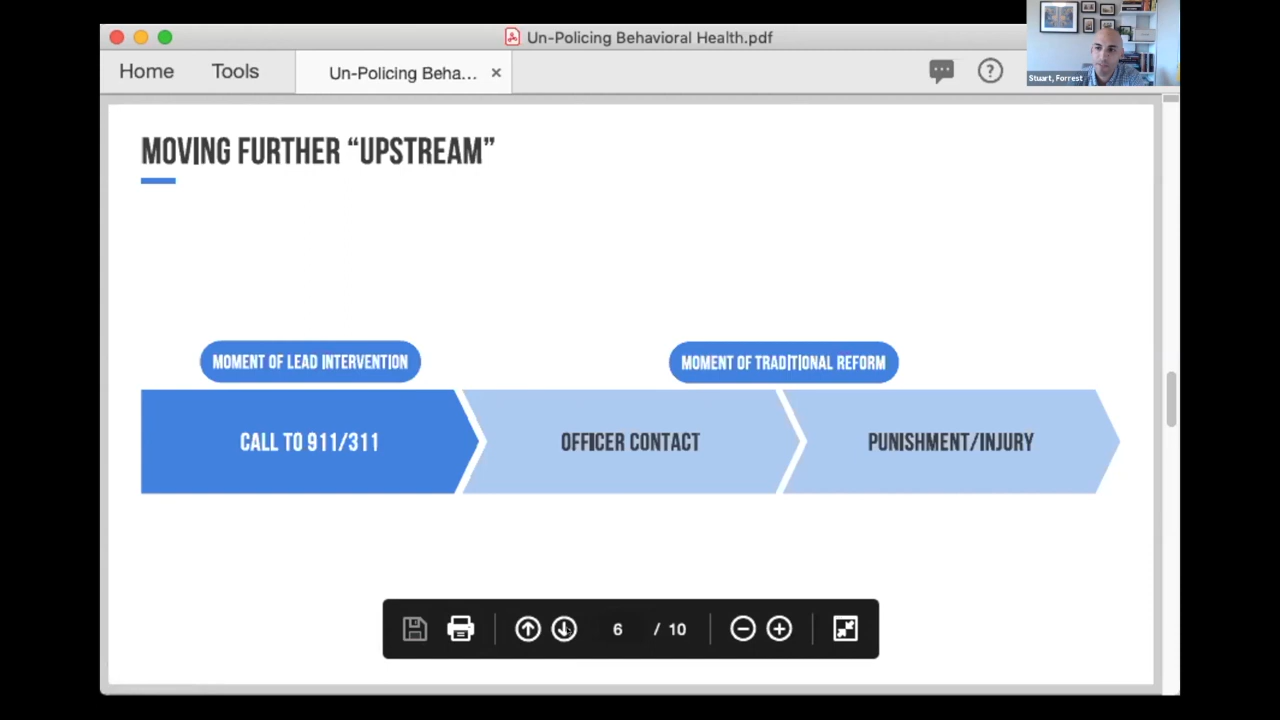 Un-Policing Behavioral Health.pdf
Home
Tools
Un-Policing Beha...
Stuart, Forrest
MOVING FURTHER “UPSTREAM”
MOMENT OF LEAD INTERVENTION
MOMENT OF TRADITIONAL REFORM
CALL TO 911/311
OFFICER CONTACT
PUNISHMENT/INJURY
6 / 10